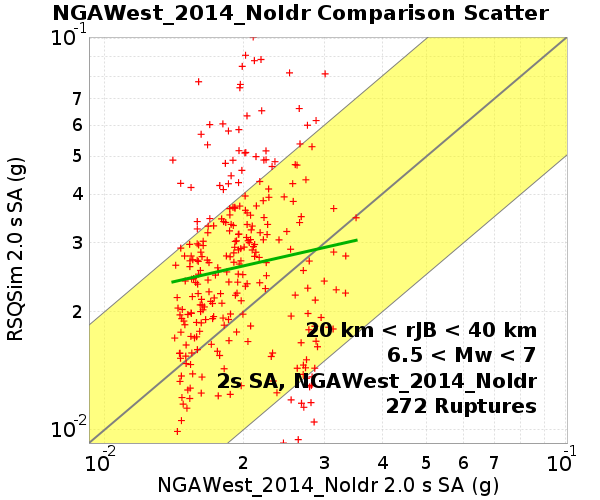 NGAWest_2014_NoIdr Comparison Scatter
10-1
7
6
5
4
3
2
10-2
RSQSim 2.0 s SA (g)
20 km < rJB < 40 km
6.5 < Mw < 7
2s SA, NGAWest_2014_NoIdr
272 Ruptures
10-2 2 3 4 5 6 7 10-1
NGAWest_2014_NoIdr 2.0 s SA (g)